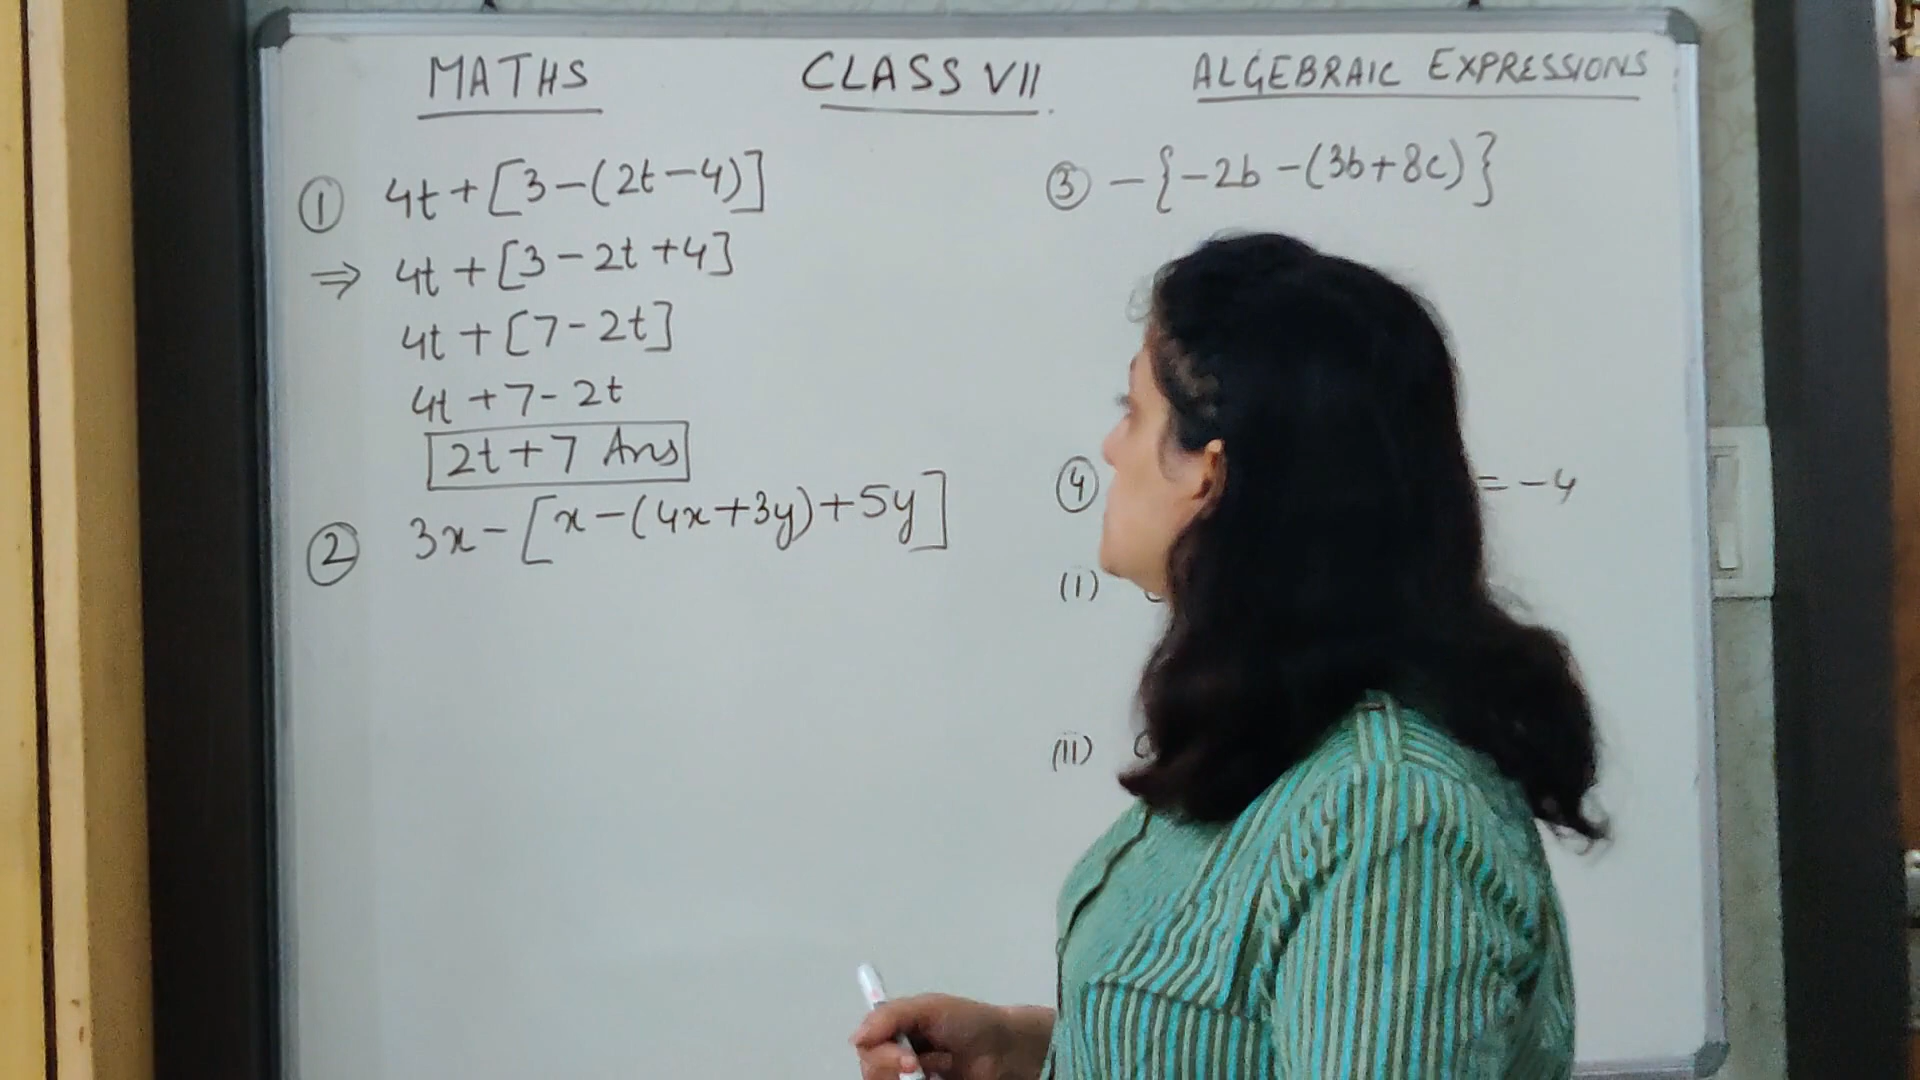 MATHS CLASS VII ALGEBRAIC EXPRESSIONS
① 4t+[3-(2t-4)]
⇒ 4t+[3-2t+4]
4t+[7-2t]
4t+7-2t
2t+7 Ans
② 3x-[x-(4x+3y)+5y]
③ -{-2b-(3b+8c)}
④ =-4
(I)
(II)